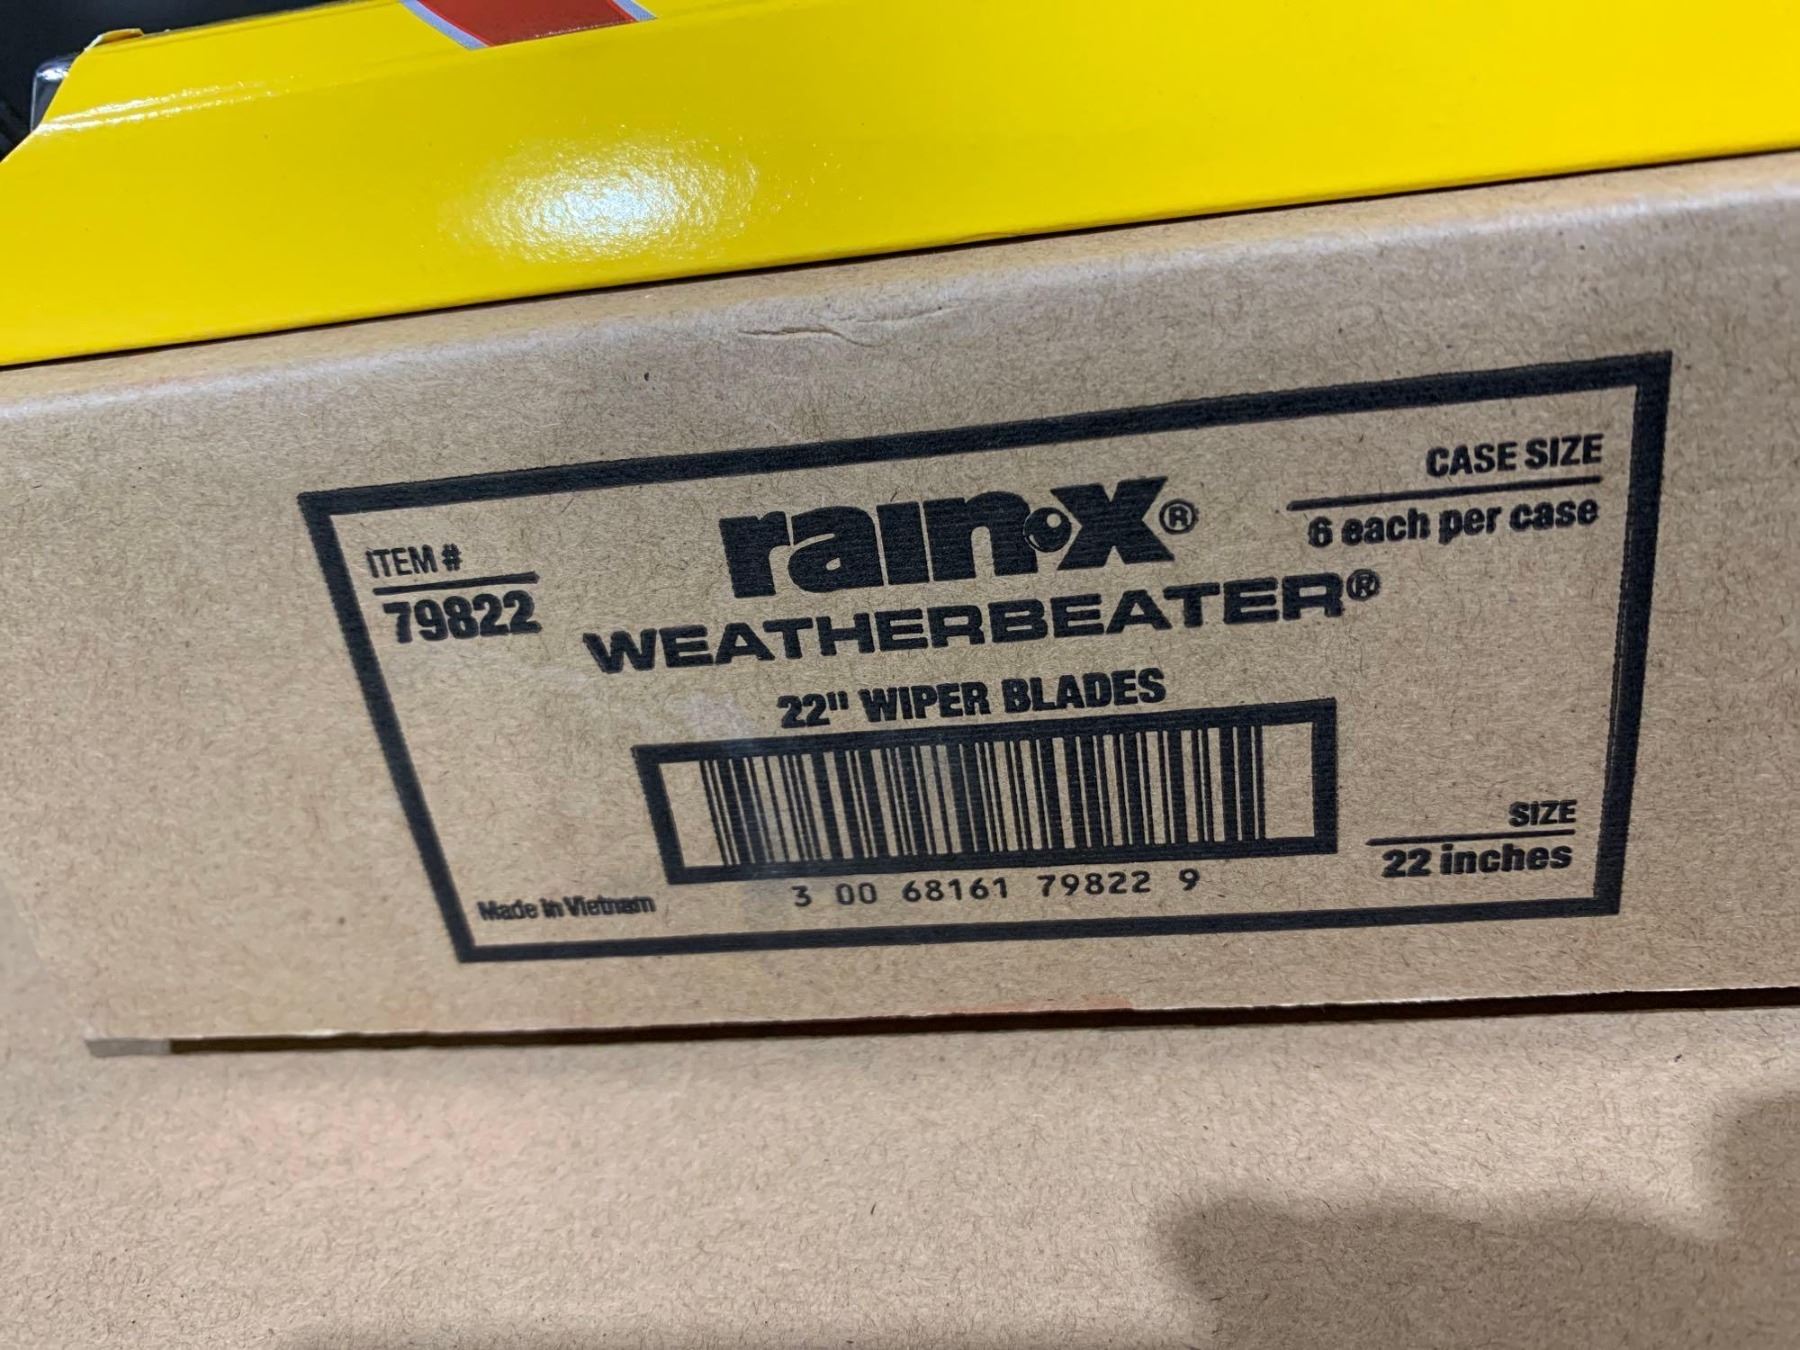 ITEM #
79822
rain-x®
WEATHERBEATER®
22" WIPER BLADES
CASE SIZE
6 each per case
3 00 68161 79822 9
Made in Vietnam
SIZE
22 inches